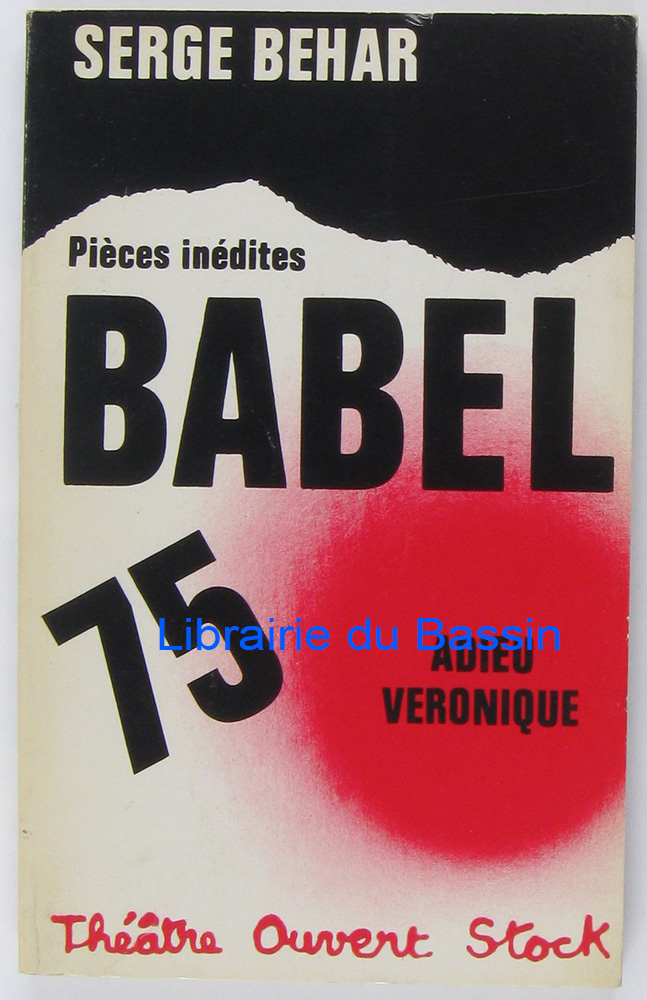 SERGE BEHAR
Pièces inédites
BABEL
75
Librairie du Bassin
ADIEU
VERONIQUE
Théâtre Ouvert Stock